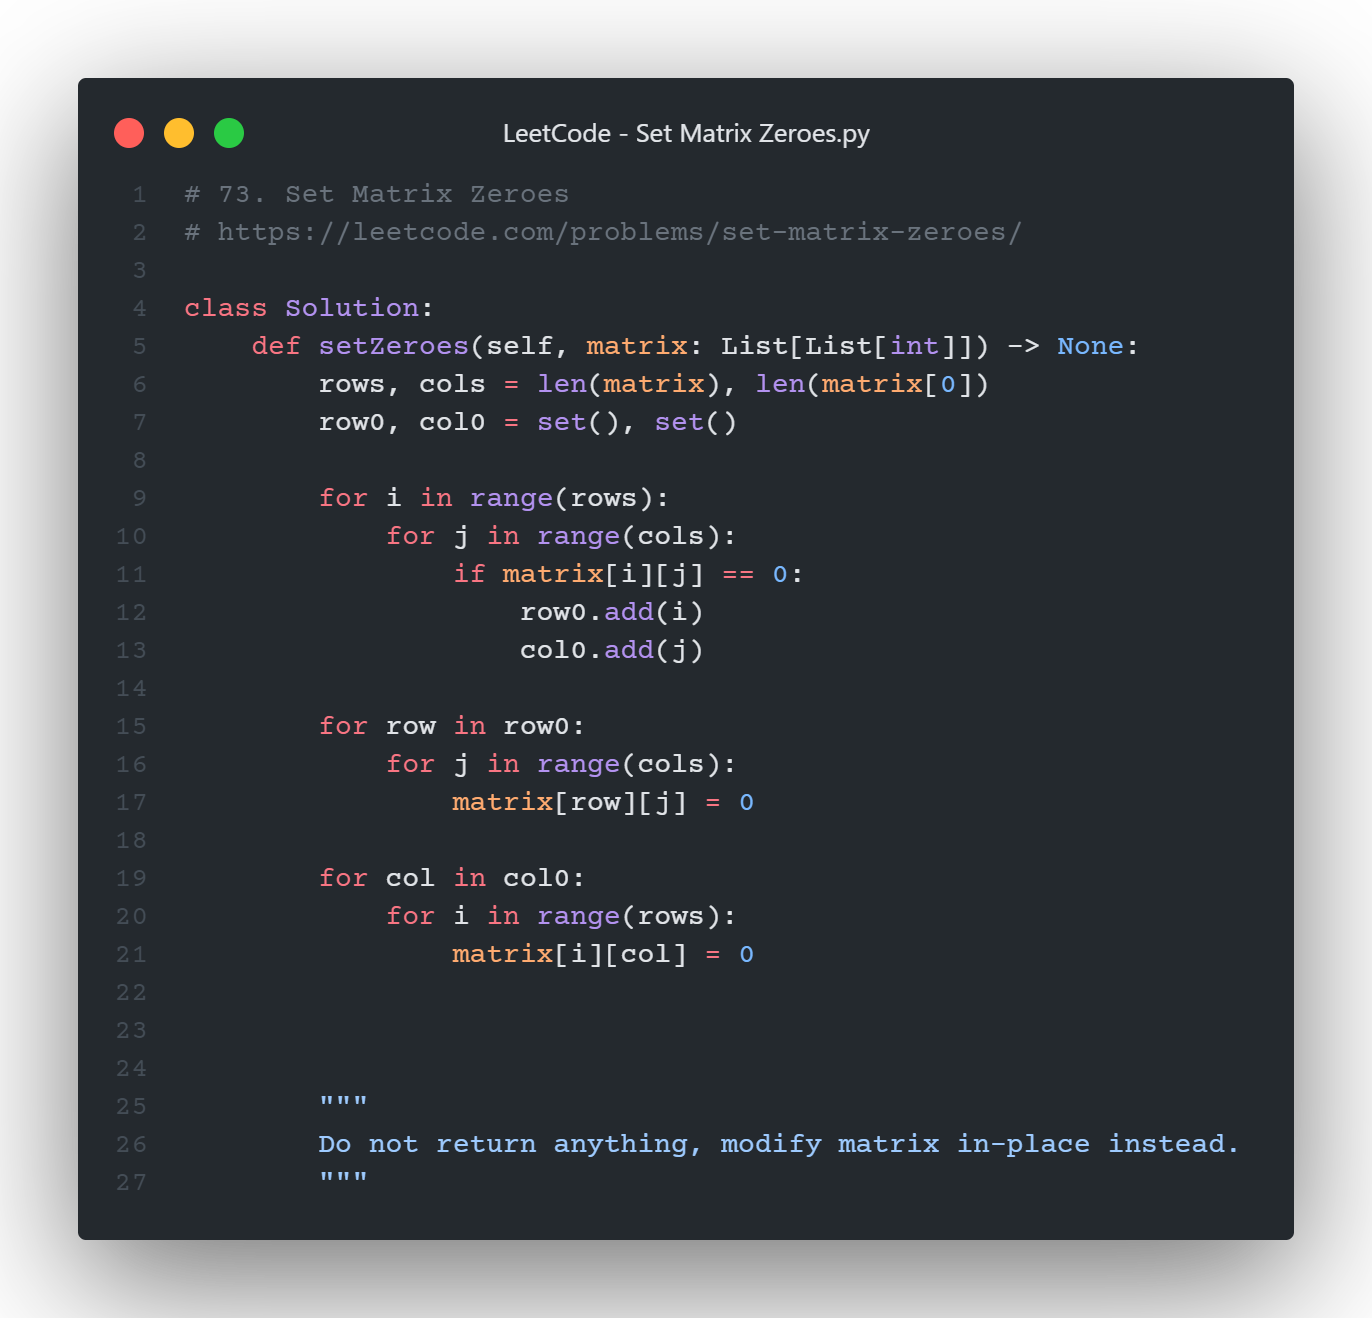 LeetCode - Set Matrix Zeroes.py
1 # 73. Set Matrix Zeroes
2 # https://leetcode.com/problems/set-matrix-zeroes/
3
4 class Solution:
5     def setZeroes(self, matrix: List[List[int]]) -> None:
6         rows, cols = len(matrix), len(matrix[0])
7         row0, col0 = set(), set()
8
9         for i in range(rows):
10             for j in range(cols):
11                 if matrix[i][j] == 0:
12                     row0.add(i)
13                     col0.add(j)
14
15         for row in row0:
16             for j in range(cols):
17                 matrix[row][j] = 0
18
19         for col in col0:
20             for i in range(rows):
21                 matrix[i][col] = 0
22
23
24
25         """
26         Do not return anything, modify matrix in-place instead.
27         """